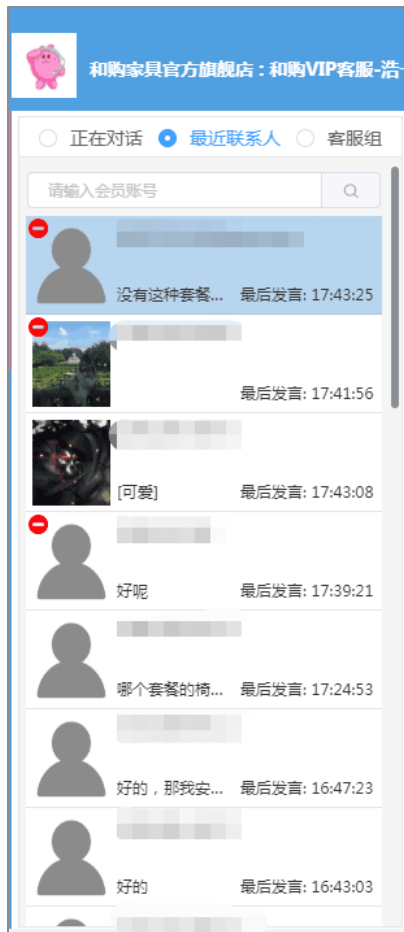 和购家具官方旗舰店：和购VIP客服-浩
正在对话 最近联系人 客服组
请输入会员账号
没有这种套餐... 最后发言: 17:43:25
最后发言: 17:41:56
[可爱] 最后发言: 17:43:08
好呢 最后发言: 17:39:21
哪个套餐的椅... 最后发言: 17:24:53
好的，那我安... 最后发言: 16:47:23
好的 最后发言: 16:43:03